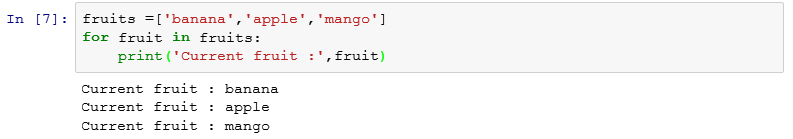 In [7]: fruits =['banana','apple','mango']
for fruit in fruits:
    print('Current fruit :',fruit)
Current fruit : banana
Current fruit : apple
Current fruit : mango